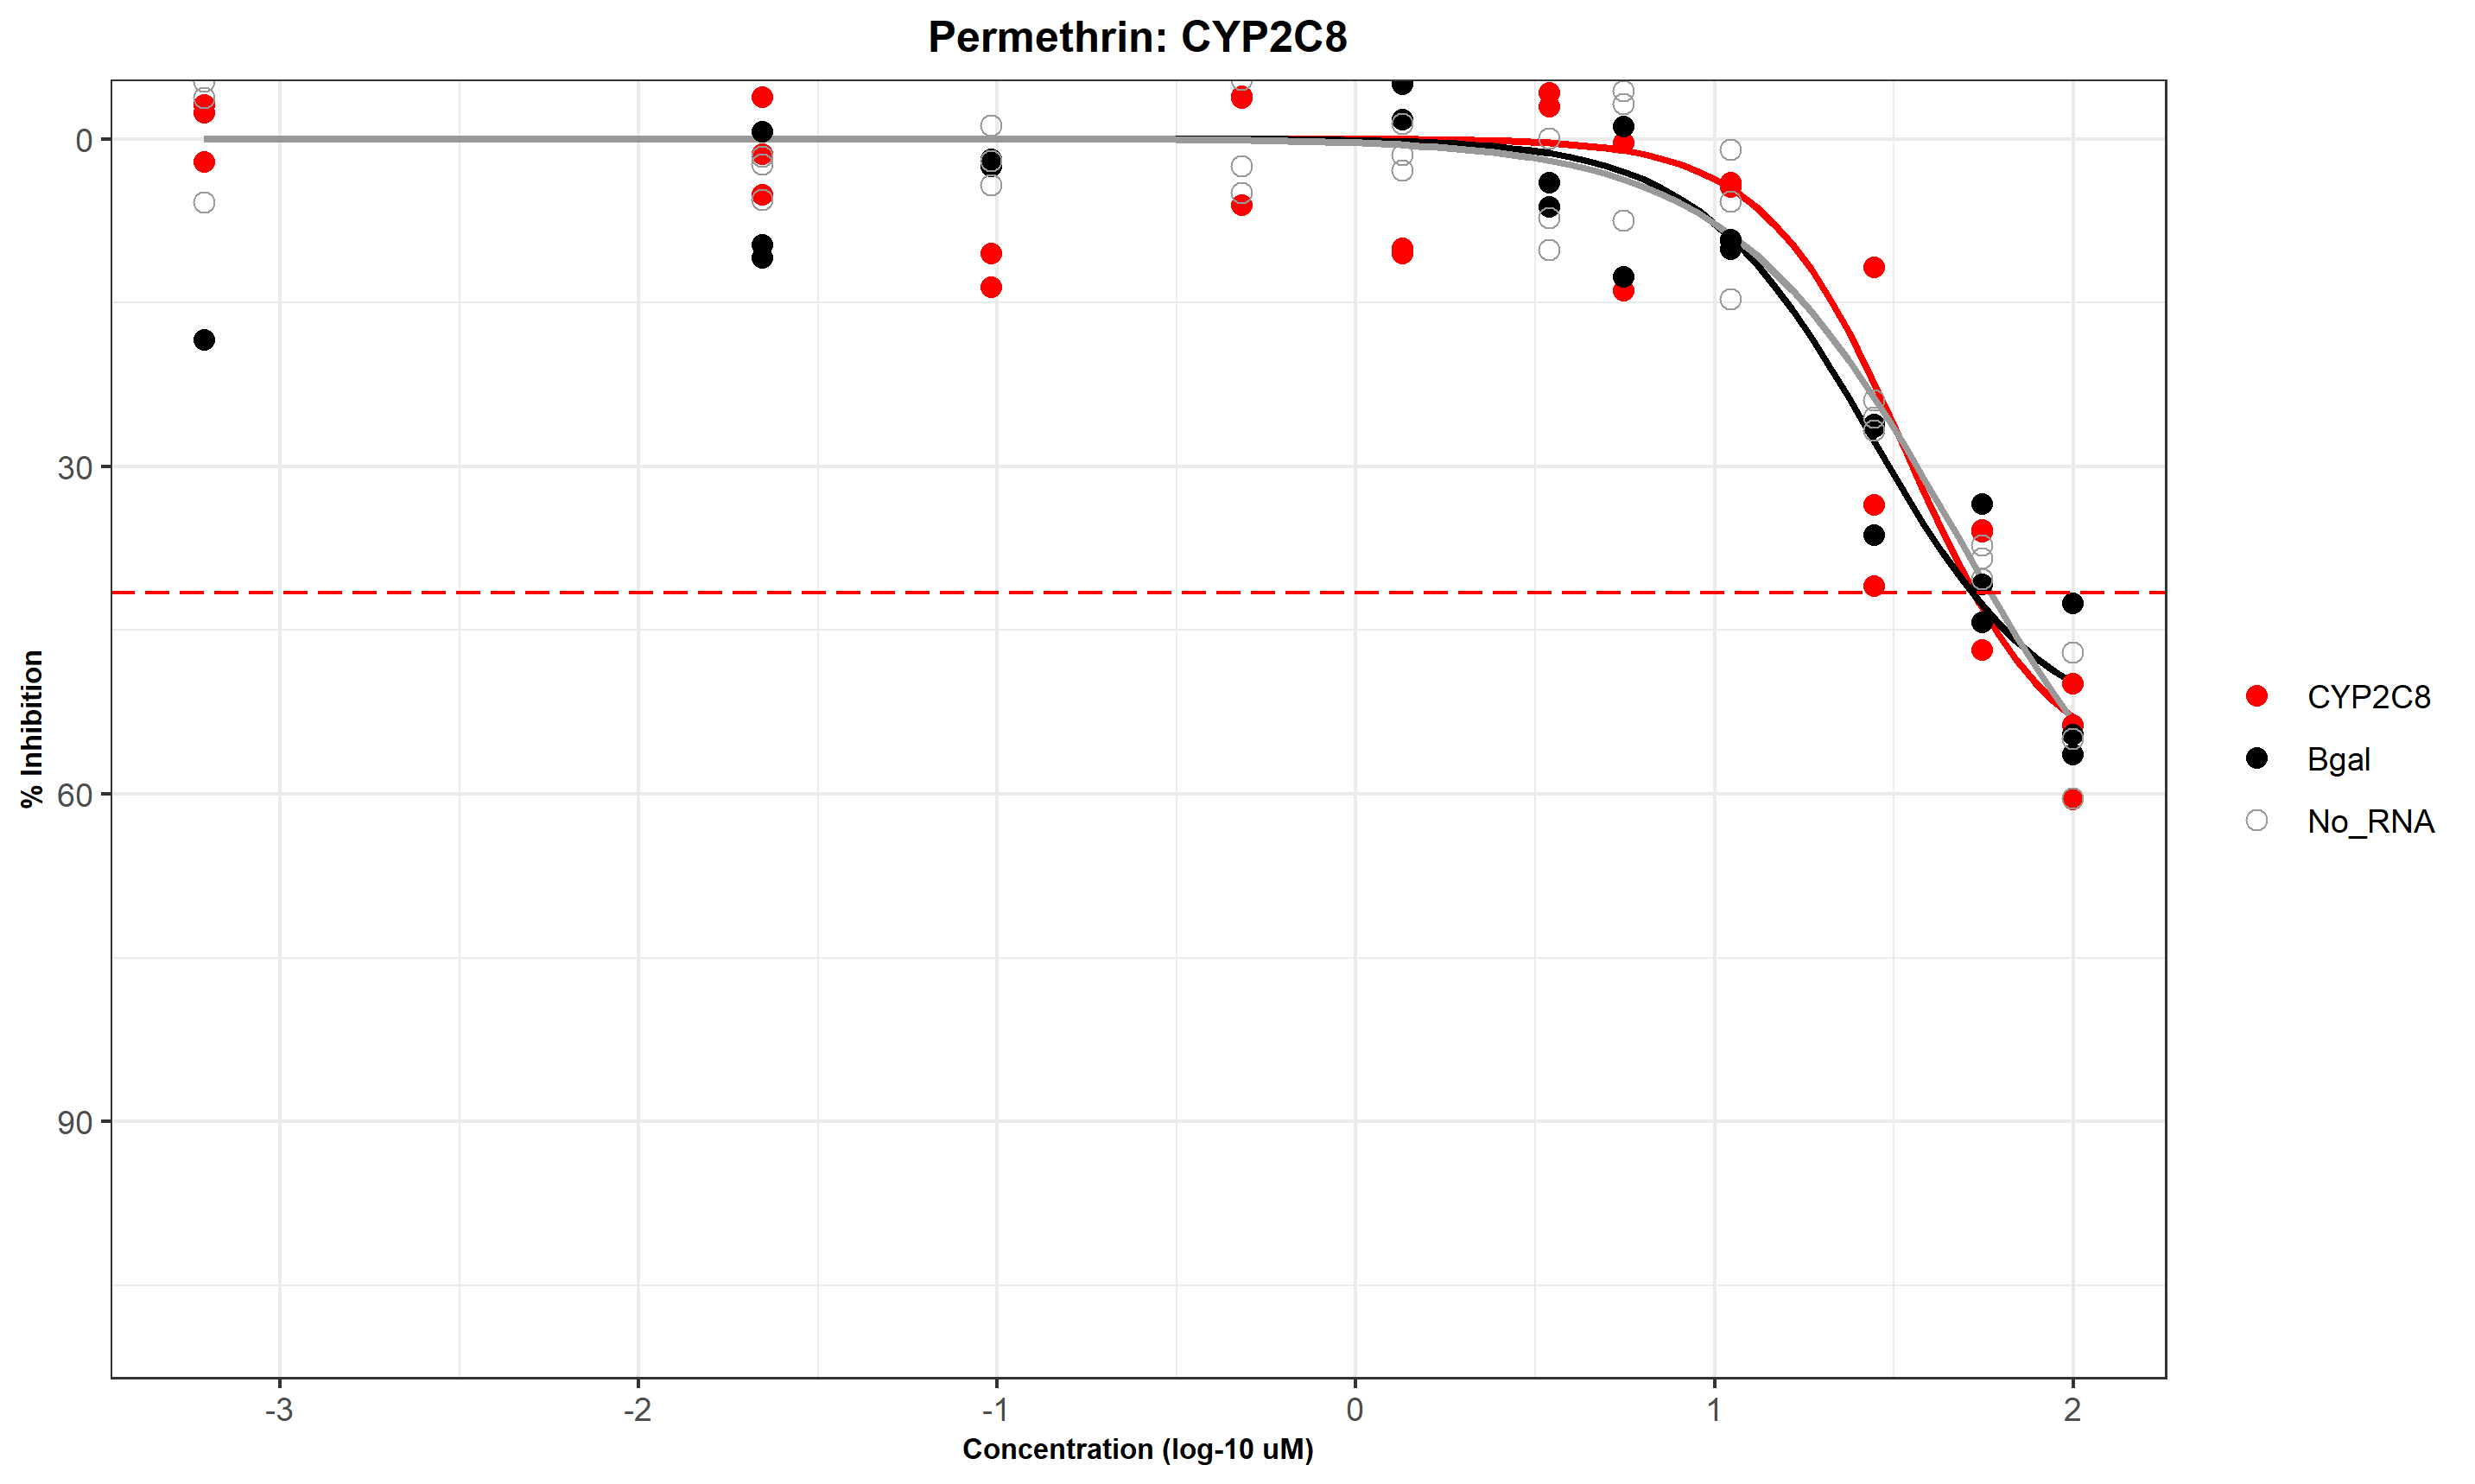 Permethrin: CYP2C8
% Inhibition
0
30
60
90
-3
-2
-1
0
1
2
Concentration (log-10 uM)
CYP2C8
Bgal
No_RNA